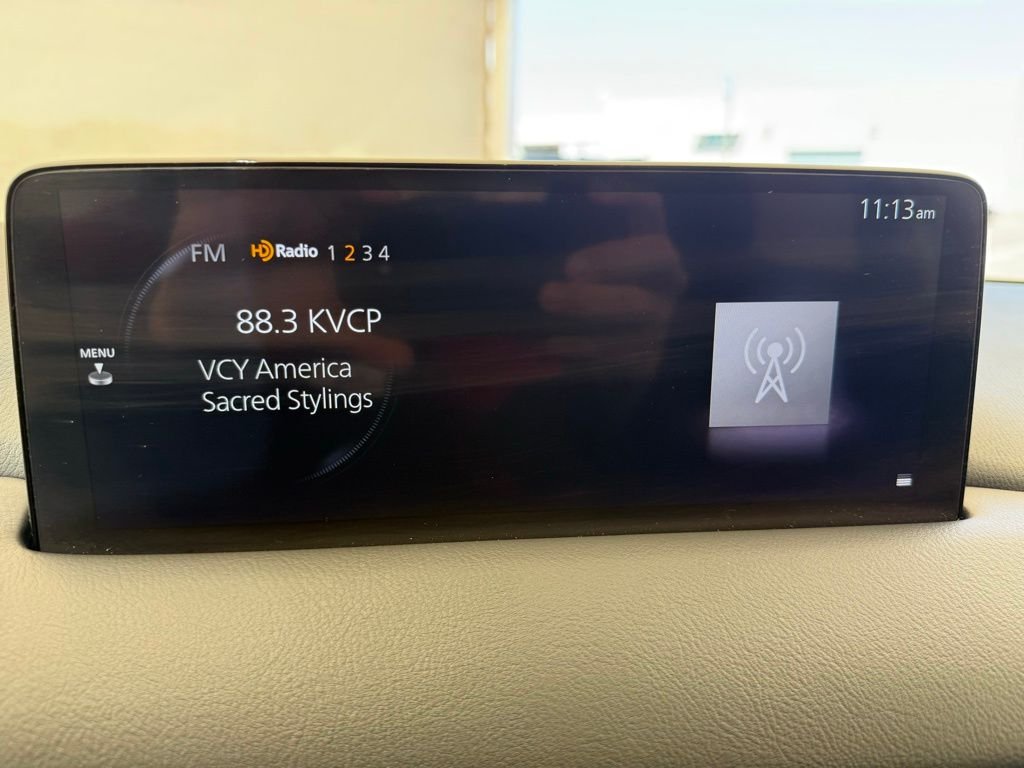 11:13am
FM HD Radio 1 2 3 4
88.3 KVCP
MENU
VCY America
Sacred Stylings